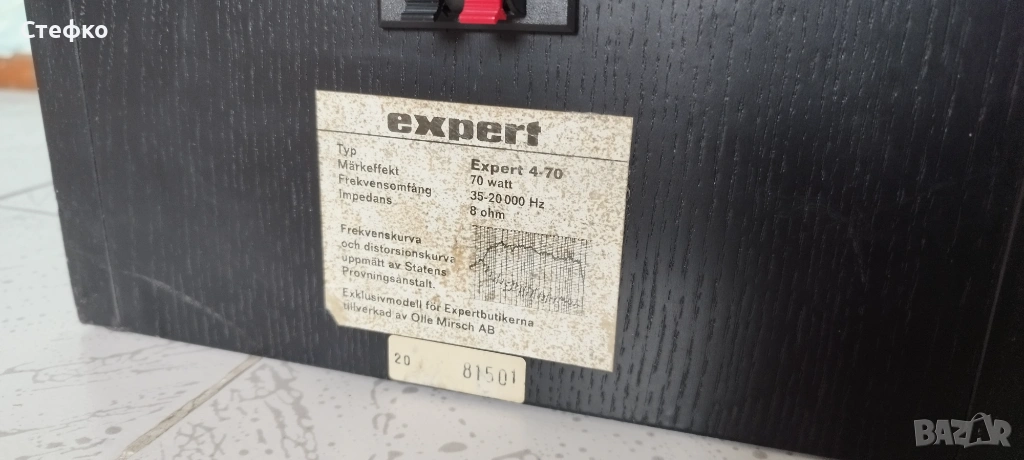 Стефко
expert
Typ Expert 4-70
Märkeffekt 70 watt
Frekvensomfång 35-20 000 Hz
Impedans 8 ohm
Frekvenskurva
och distorsionskurva
uppmätt av Statens
Provningsanstalt.
Exklusivmodell för Expertbutikerna
tillverkad av Olle Mirsch AB
20 81501
BAZAR